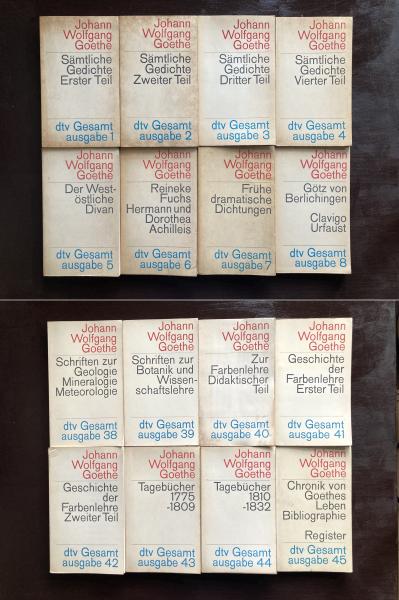 Johann
Wolfgang
Goethe
Sämtliche
Gedichte
Erster Teil
dtv Gesamt
ausgabe 1
Johann
Wolfgang
Goethe
Sämtliche
Gedichte
Zweiter Teil
dtv Gesamt
ausgabe 2
Johann
Wolfgang
Goethe
Sämtliche
Gedichte
Dritter Teil
dtv Gesamt
ausgabe 3
Johann
Wolfgang
Goethe
Sämtliche
Gedichte
Vierter Teil
dtv Gesamt
ausgabe 4
Johann
Wolfgang
Goethe
Der West-
östliche
Divan
dtv Gesamt
ausgabe 5
Johann
Wolfgang
Goethe
Reineke
Fuchs
Hermann und
Dorothea
Achilleis
dtv Gesamt
ausgabe 6
Johann
Wolfgang
Goethe
Frühe
dramatische
Dichtungen
dtv Gesamt
ausgabe 7
Johann
Wolfgang
Goethe
Götz von
Berlichingen
Clavigo
Urfaust
dtv Gesamt
ausgabe 8
Johann
Wolfgang
Goethe
Schriften zur
Geologie
Mineralogie
Meteorologie
dtv Gesamt
ausgabe 38
Johann
Wolfgang
Goethe
Schriften zur
Botanik und
Wissen-
schaftslehre
dtv Gesamt
ausgabe 39
Johann
Wolfgang
Goethe
Zur
Farbenlehre
Didaktischer
Teil
dtv Gesamt
ausgabe 40
Johann
Wolfgang
Goethe
Geschichte
der
Farbenlehre
Erster Teil
dtv Gesamt
ausgabe 41
Johann
Wolfgang
Goethe
Geschichte
der
Farbenlehre
Zweiter Teil
dtv Gesamt
ausgabe 42
Johann
Wolfgang
Goethe
Tagebücher
1775
-1809
dtv Gesamt
ausgabe 43
Johann
Wolfgang
Goethe
Tagebücher
1810
-1832
dtv Gesamt
ausgabe 44
Johann
Wolfgang
Goethe
Chronik von
Goethes
Leben
Bibliographie
Register
dtv Gesamt
ausgabe 45